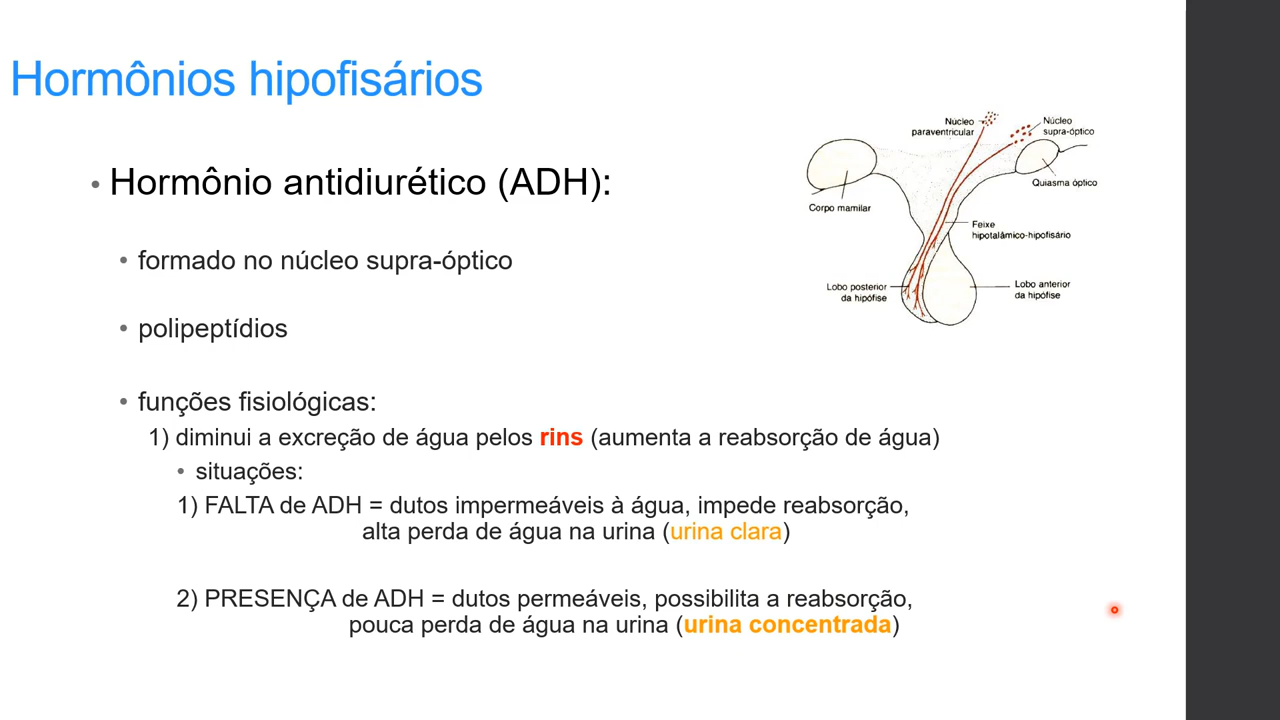 Hormônios hipofisários
• Hormônio antidiurético (ADH):
• formado no núcleo supra-óptico
• polipeptídios
• funções fisiológicas:
1) diminui a excreção de água pelos rins (aumenta a reabsorção de água)
• situações:
1) FALTA de ADH = dutos impermeáveis à água, impede reabsorção,
alta perda de água na urina (urina clara)
2) PRESENÇA de ADH = dutos permeáveis, possibilita a reabsorção,
pouca perda de água na urina (urina concentrada)
Núcleo
paraventricular
Núcleo
supra-óptico
Quiasma óptico
Corpo mamilar
Feixe
hipotalâmico-hipofisário
Lobo posterior
da hipófise
Lobo anterior
da hipófise